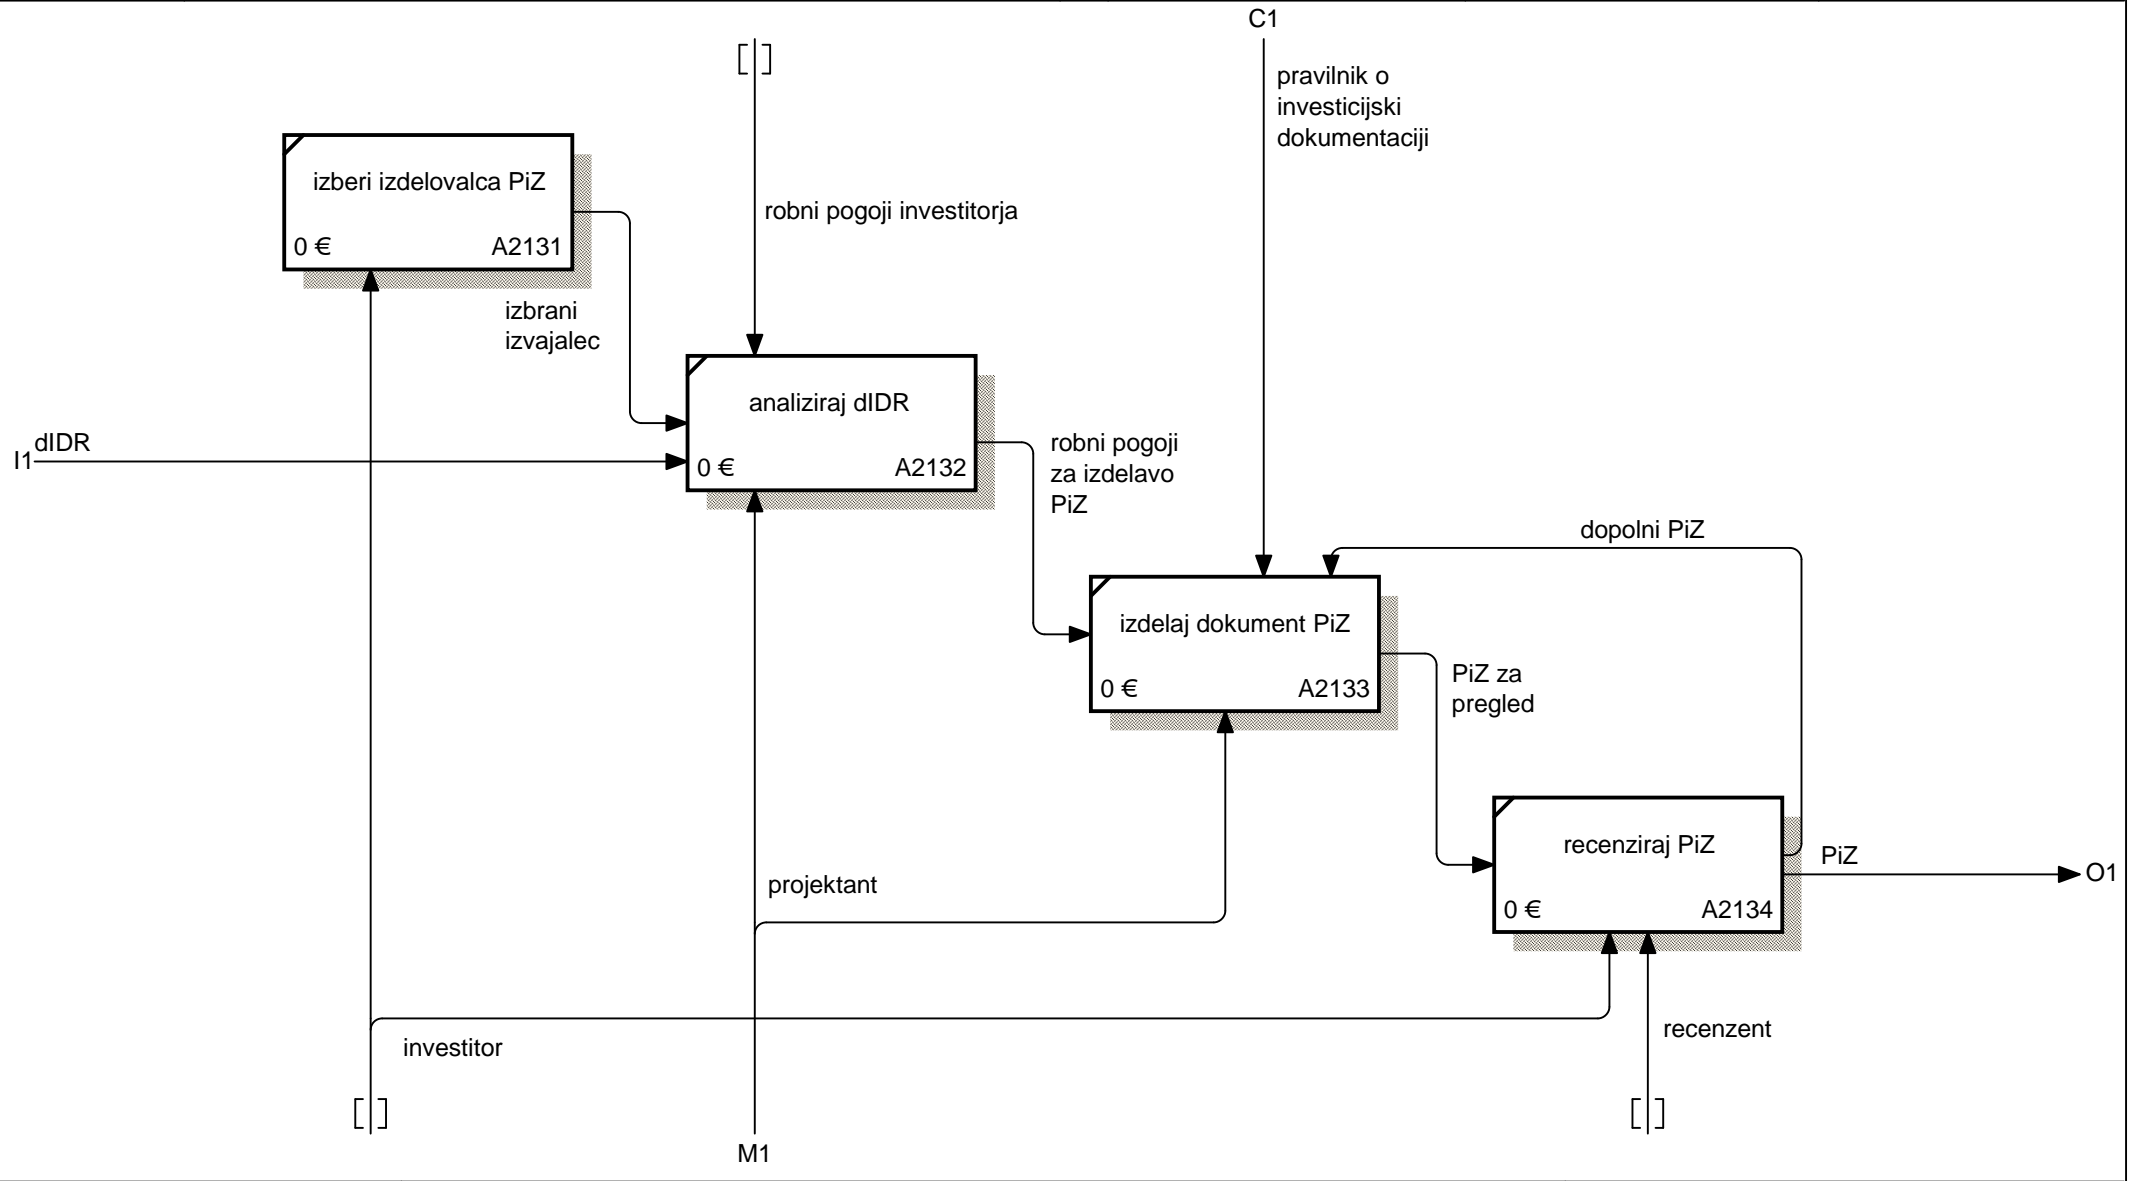 C1
pravilnik o
investicijski
dokumentaciji
izberi izdelovalca PiZ
0 € A2131
robni pogoji investitorja
izbrani
izvajalec
analiziraj dIDR
0 € A2132
dIDR
I1
robni pogoji
za izdelavo
PiZ
dopolni PiZ
izdelaj dokument PiZ
0 € A2133
PiZ za
pregled
recenziraj PiZ
0 € A2134
PiZ
O1
projektant
investitor
recenzent
M1